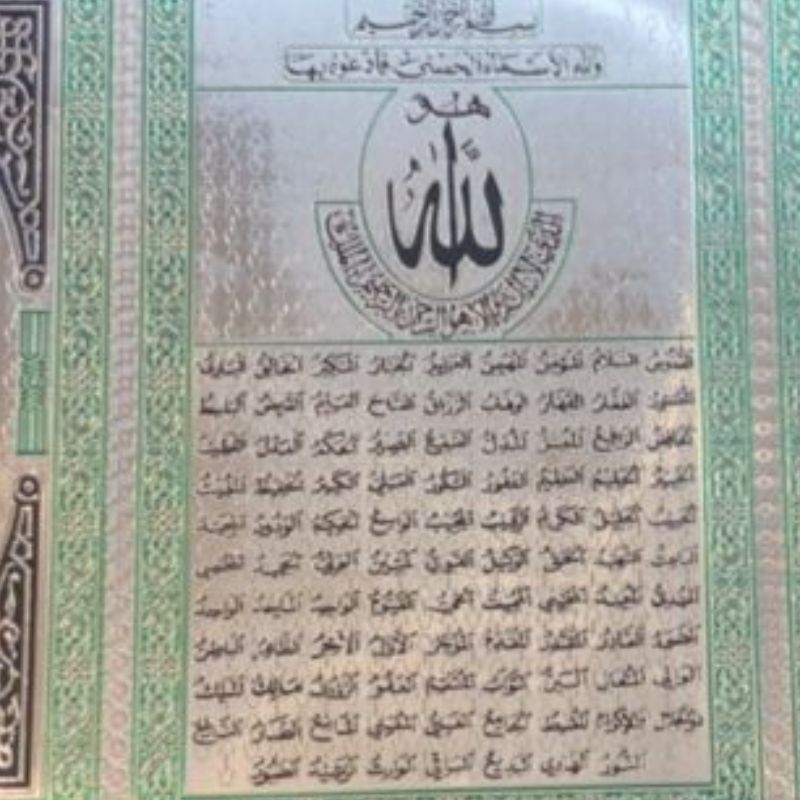 بسم الله الرحمن الرحيم
ولله الأسماء الحسنى فادعوه بها
هو
الله
الذي لا إله إلا هو الرحمن الرحيم الملك
القدوس السلام المؤمن المهيمن العزيز الجبار المتكبر الخالق البارئ
المصور الغفار القهار الوهاب الرزاق الفتاح العليم القابض الباسط
الخافض الرافع المعز المذل السميع البصير الحكم العدل اللطيف
الخبير الحليم العظيم الغفور الشكور العلي الكبير الحفيظ المقيت
الحسيب الجليل الكريم الرقيب المجيب الواسع الحكيم الودود المجيد
الباعث الشهيد الحق الوكيل القوي المتين الولي الحميد المحصي
المبدئ المعيد المحيي المميت الحي القيوم الواجد الماجد الواحد
الصمد القادر المقتدر المقدم المؤخر الأول الآخر الظاهر الباطن
الوالي المتعال البر التواب المنتقم العفو الرؤوف مالك الملك
ذوالجلال والإكرام المقسط الجامع الغني المغني المانع الضار النافع
النور الهادي البديع الباقي الوارث الرشيد الصبور